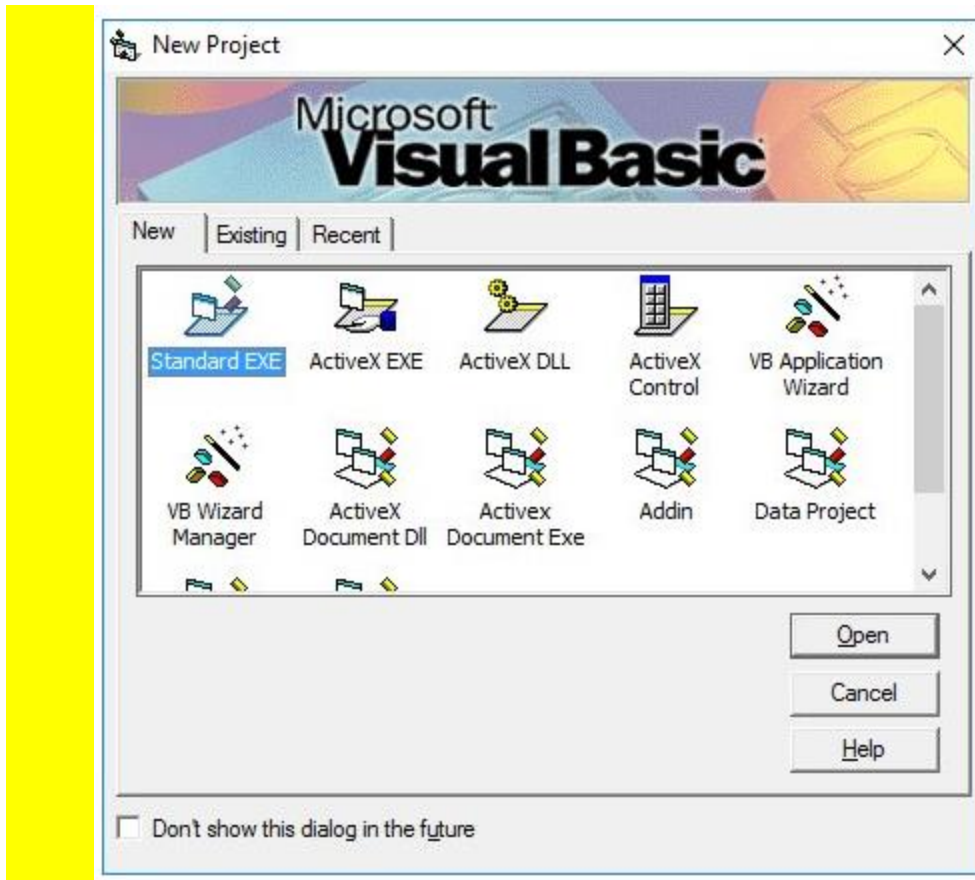 New Project
Microsoft
Visual Basic
New Existing Recent
Standard EXE ActiveX EXE ActiveX DLL ActiveX Control VB Application Wizard
VB Wizard Manager ActiveX Document Dll Activex Document Exe Addin Data Project
Open
Cancel
Help
Don't show this dialog in the future